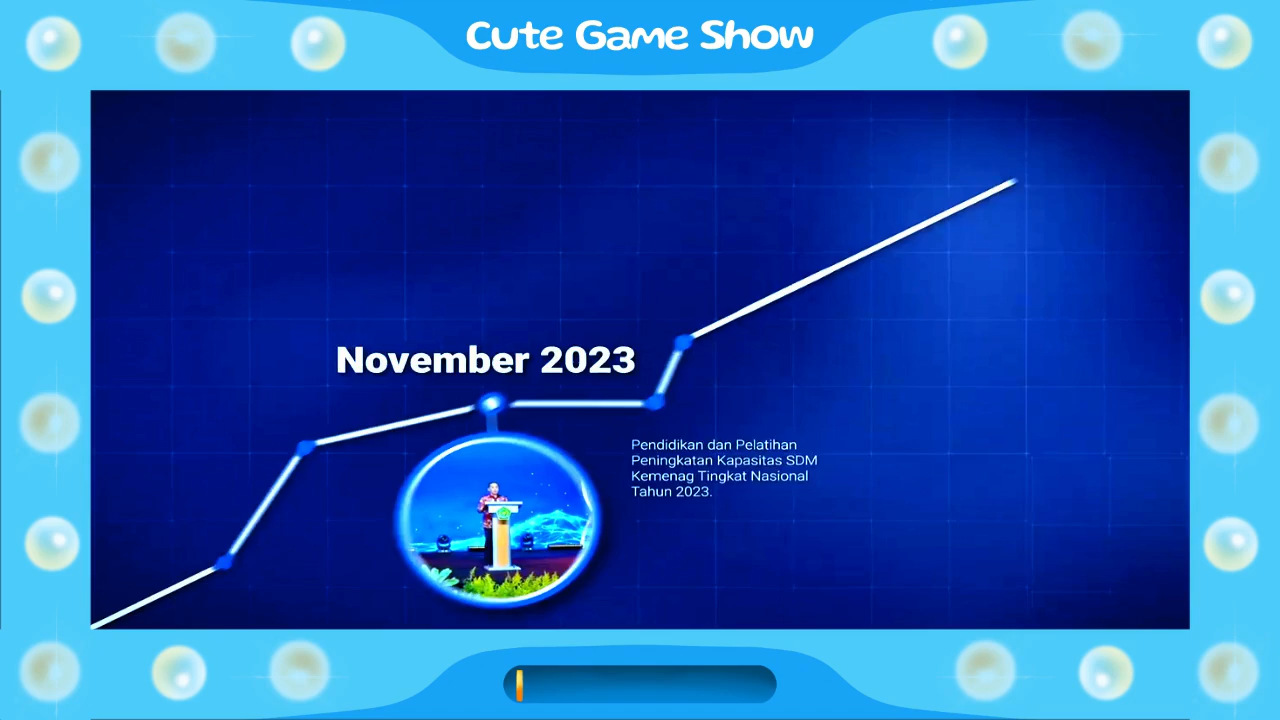 Cute Game Show
November 2023
Pendidikan dan Pelatihan
Peningkatan Kapasitas SDM
Kemenag Tingkat Nasional
Tahun 2023.